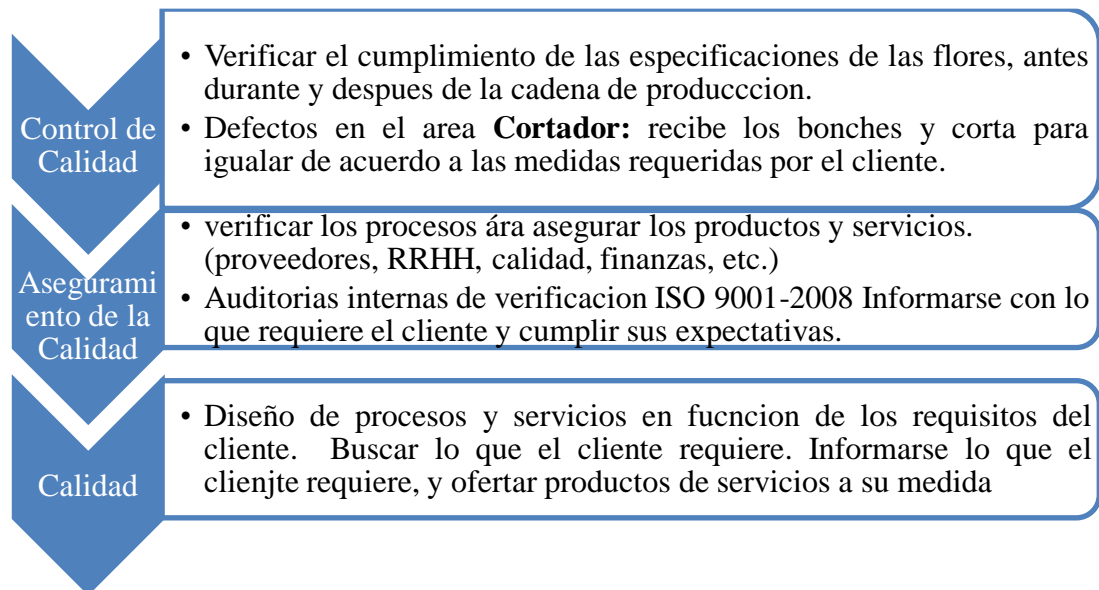 Control de
Calidad
• Verificar el cumplimiento de las especificaciones de las flores, antes
durante y despues de la cadena de producccion.
• Defectos en el area Cortador: recibe los bonches y corta para
igualar de acuerdo a las medidas requeridas por el cliente.
Asegurami
ento de la
Calidad
• verificar los procesos ára asegurar los productos y servicios.
(proveedores, RRHH, calidad, finanzas, etc.)
• Auditorias internas de verificacion ISO 9001-2008 Informarse con lo
que requiere el cliente y cumplir sus expectativas.
Calidad
• Diseño de procesos y servicios en fucncion de los requisitos del
cliente. Buscar lo que el cliente requiere. Informarse lo que el
clienjte requiere, y ofertar productos de servicios a su medida